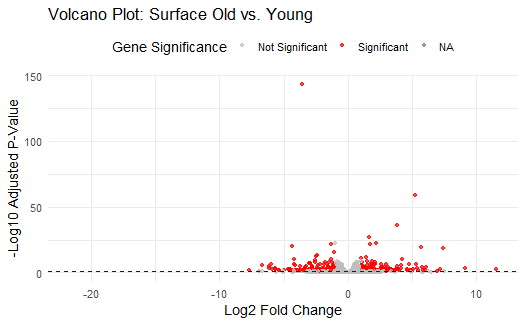 Volcano Plot: Surface Old vs. Young
Gene Significance Not Significant Significant NA
150
100
50
0
-Log10 Adjusted P-Value
-20 -10 0 10
Log2 Fold Change